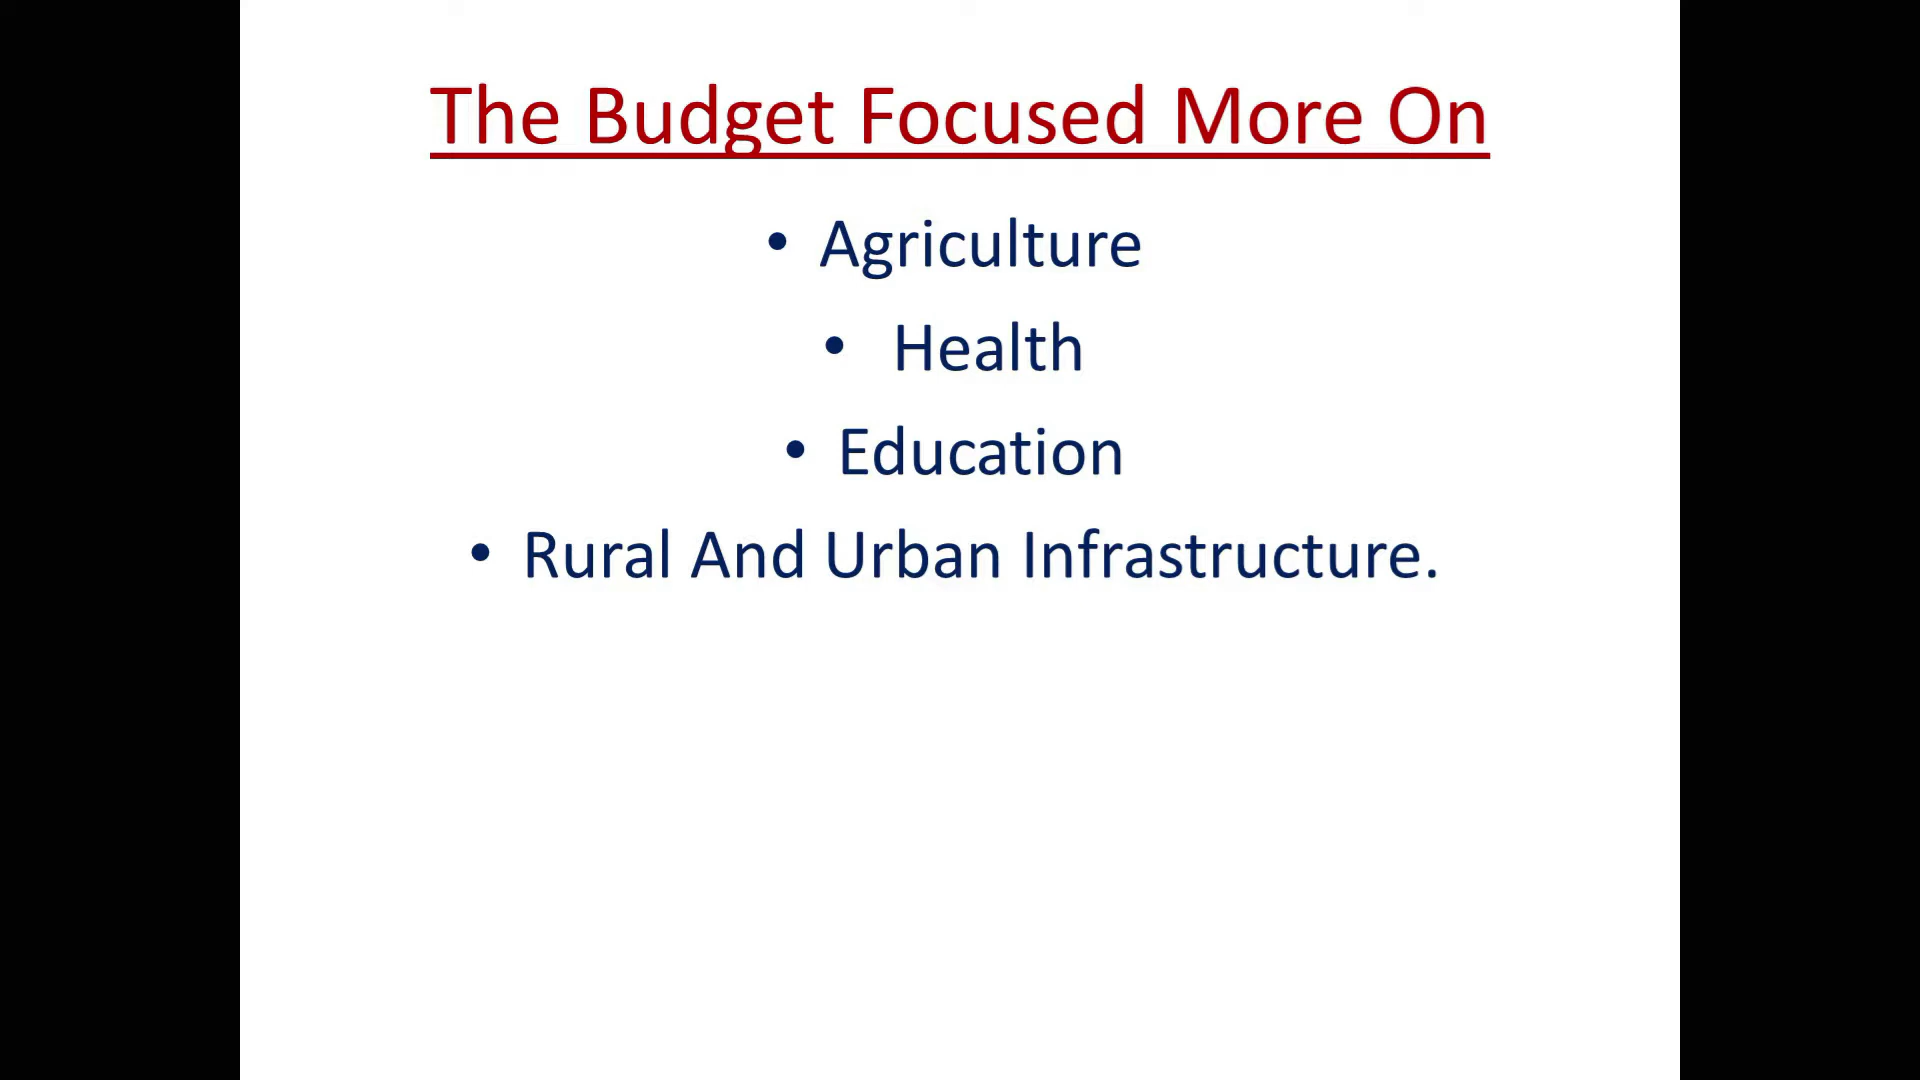 The Budget Focused More On
• Agriculture
• Health
• Education
• Rural And Urban Infrastructure.